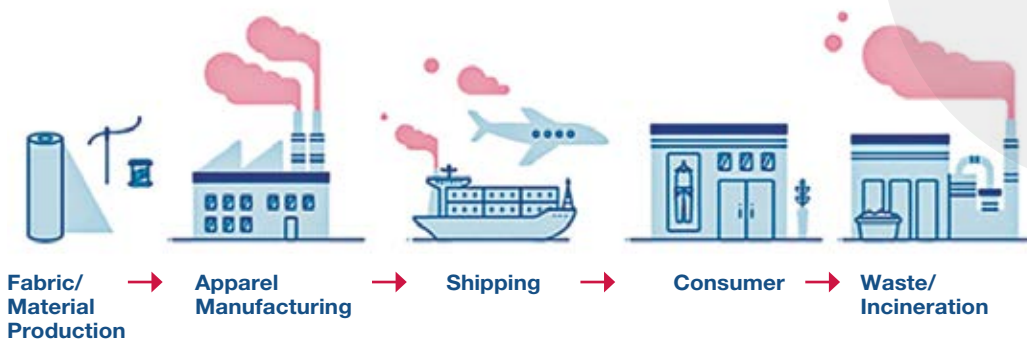 Fabric/
Material
Production
Apparel
Manufacturing
Shipping
Consumer
Waste/
Incineration